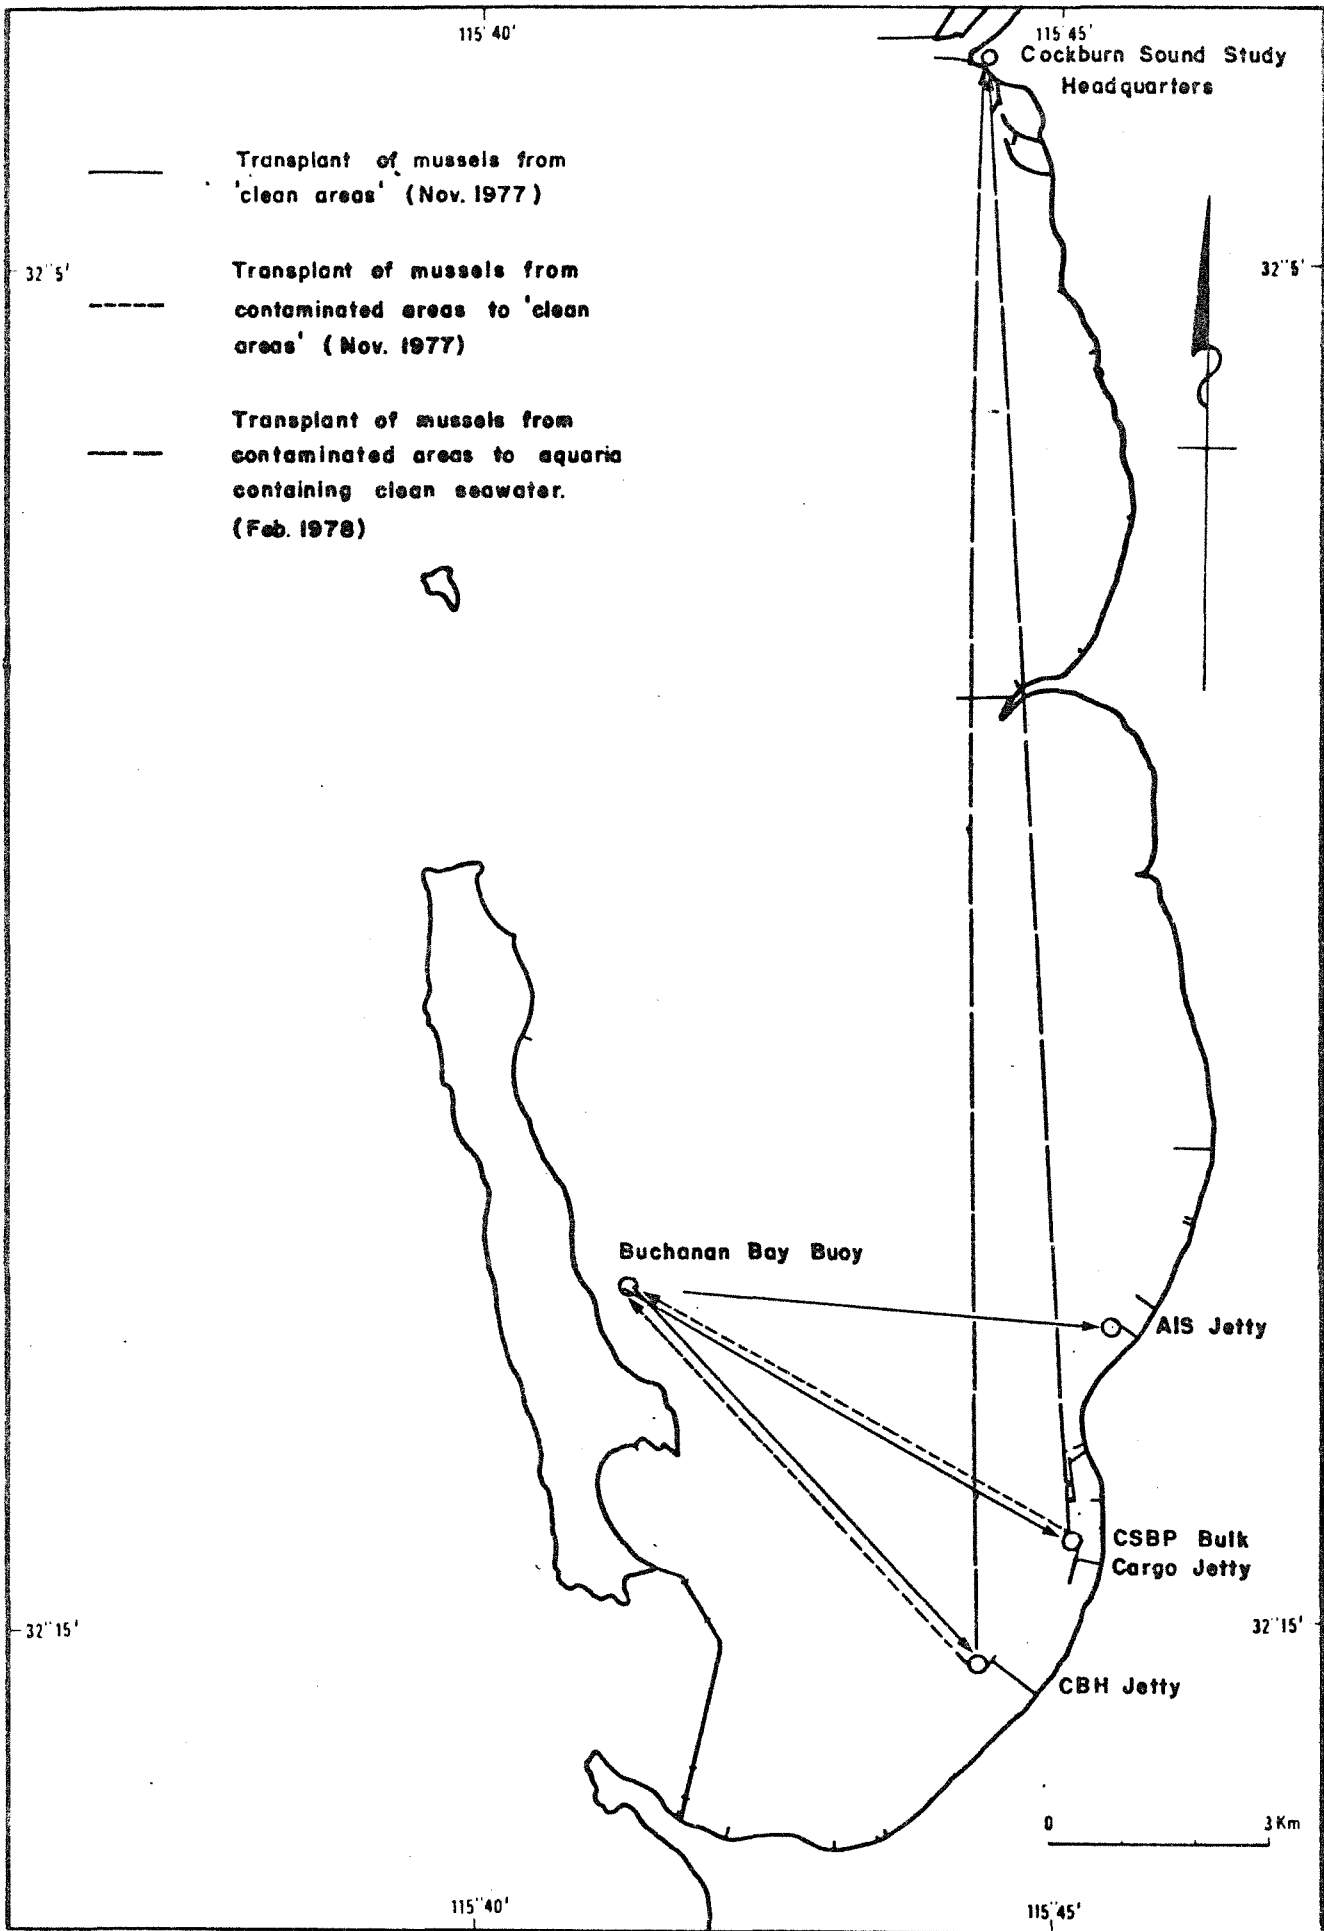 115°40'
115°45'
Cockburn Sound Study
Headquarters
Transplant of mussels from
'clean areas' (Nov. 1977)
32°5'
32°5'
Transplant of mussels from
contaminated areas to 'clean
areas' (Nov. 1977)
Transplant of mussels from
contaminated areas to aquaria
containing clean seawater.
(Feb. 1978)
Buchanan Bay Buoy
AIS Jetty
CSBP Bulk
Cargo Jetty
32°15'
32°15'
CBH Jetty
0
3 Km
115°40'
115°45'